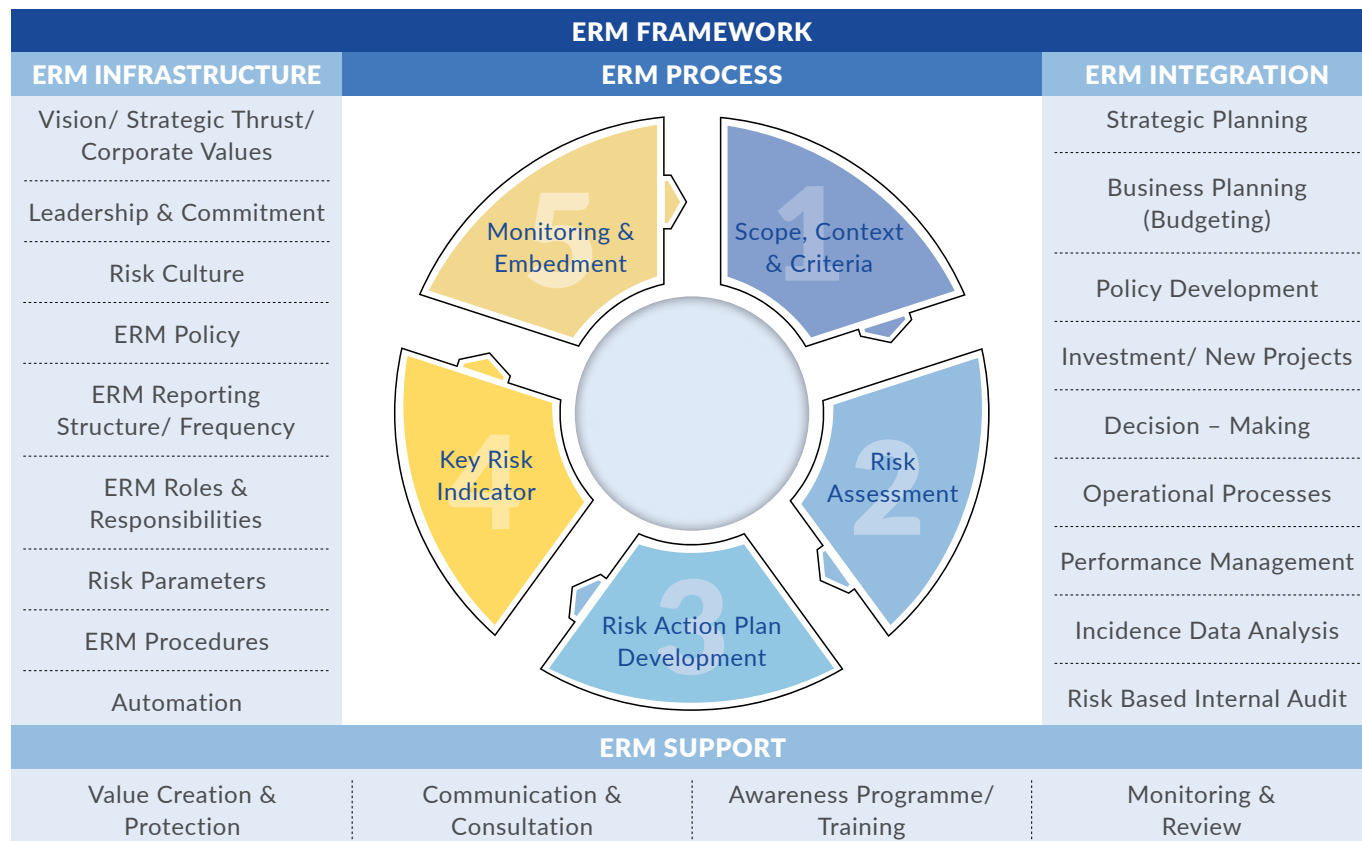 ERM FRAMEWORK
ERM INFRASTRUCTURE
Vision/ Strategic Thrust/
Corporate Values
Leadership & Commitment
Risk Culture
ERM Policy
ERM Reporting
Structure/ Frequency
ERM Roles &
Responsibilities
Risk Parameters
ERM Procedures
Automation
ERM PROCESS
1
Scope, Context
& Criteria
2
Risk
Assessment
3
Risk Action Plan
Development
4
Key Risk
Indicator
5
Monitoring &
Embedment
ERM INTEGRATION
Strategic Planning
Business Planning
(Budgeting)
Policy Development
Investment/ New Projects
Decision – Making
Operational Processes
Performance Management
Incidence Data Analysis
Risk Based Internal Audit
ERM SUPPORT
Value Creation &
Protection
Communication &
Consultation
Awareness Programme/
Training
Monitoring &
Review